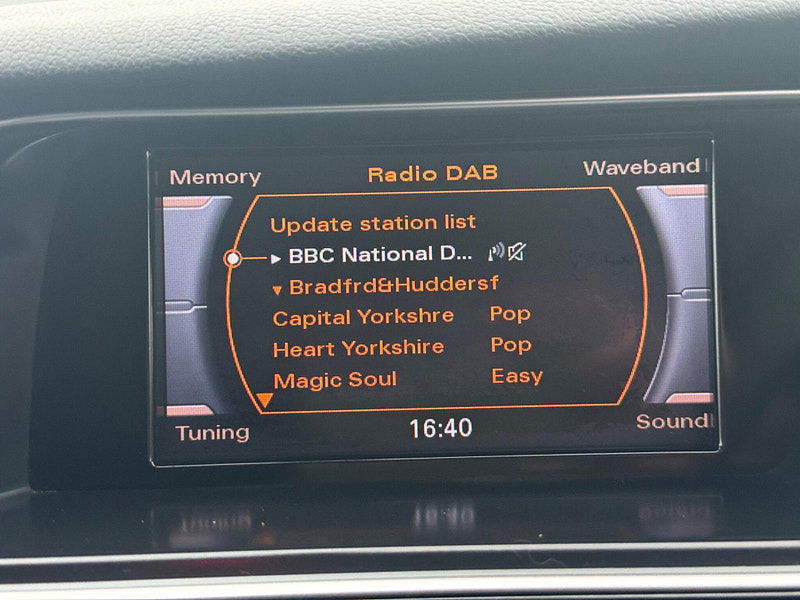 Memory Radio DAB Waveband
Update station list
BBC National D...
Bradfrd&Huddersf
Capital Yorkshre Pop
Heart Yorkshire Pop
Magic Soul Easy
Tuning 16:40 Sound